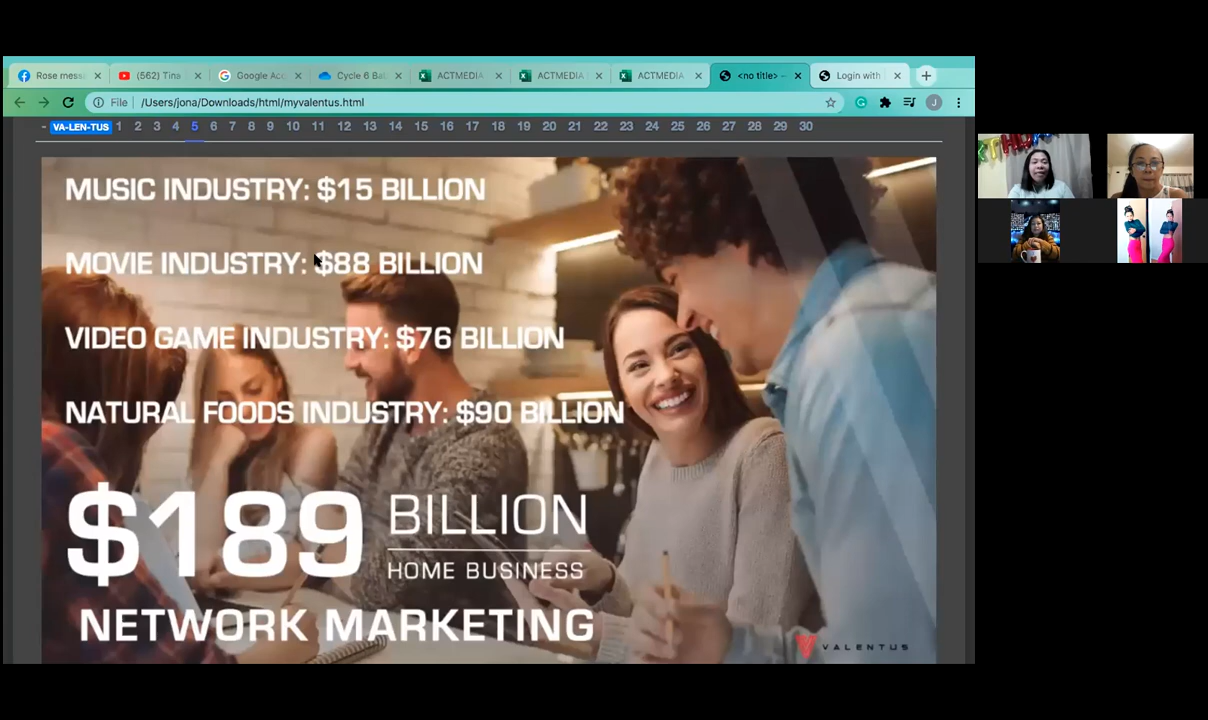 Rose mess
(562) Tina
Google Acc
Cycle 6 Bal
ACTMEDIA
ACTMEDIA
ACTMEDIA
<no title>
Login with
File /Users/jona/Downloads/html/myvalentus.html
J
- VA-LEN-TUS 1 2 3 4 5 6 7 8 9 10 11 12 13 14 15 16 17 18 19 20 21 22 23 24 25 26 27 28 29 30
MUSIC INDUSTRY: $15 BILLION
MOVIE INDUSTRY: $88 BILLION
VIDEO GAME INDUSTRY: $76 BILLION
NATURAL FOODS INDUSTRY: $90 BILLION
$189 BILLION
HOME BUSINESS
NETWORK MARKETING
VALENTUS